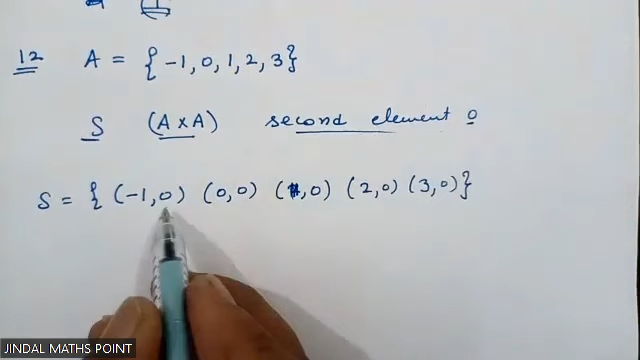 12 A = {-1, 0, 1, 2, 3}
S (A×A) second element 0
S = { (-1,0) (0,0) (1,0) (2,0) (3,0)}
JINDAL MATHS POINT